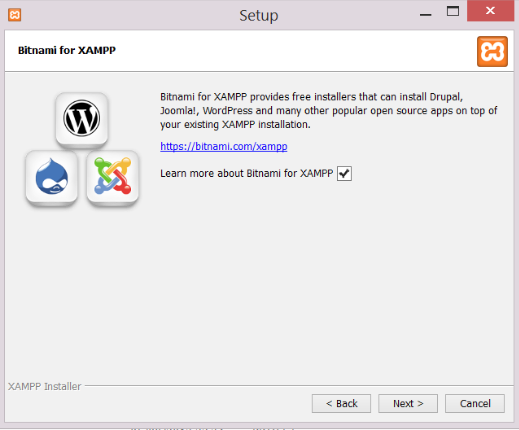 Setup
Bitnami for XAMPP
Bitnami for XAMPP provides free installers that can install Drupal,
Joomla!, WordPress and many other popular open source apps on top of
your existing XAMPP installation.
https://bitnami.com/xampp
Learn more about Bitnami for XAMPP
XAMPP Installer
< Back
Next >
Cancel